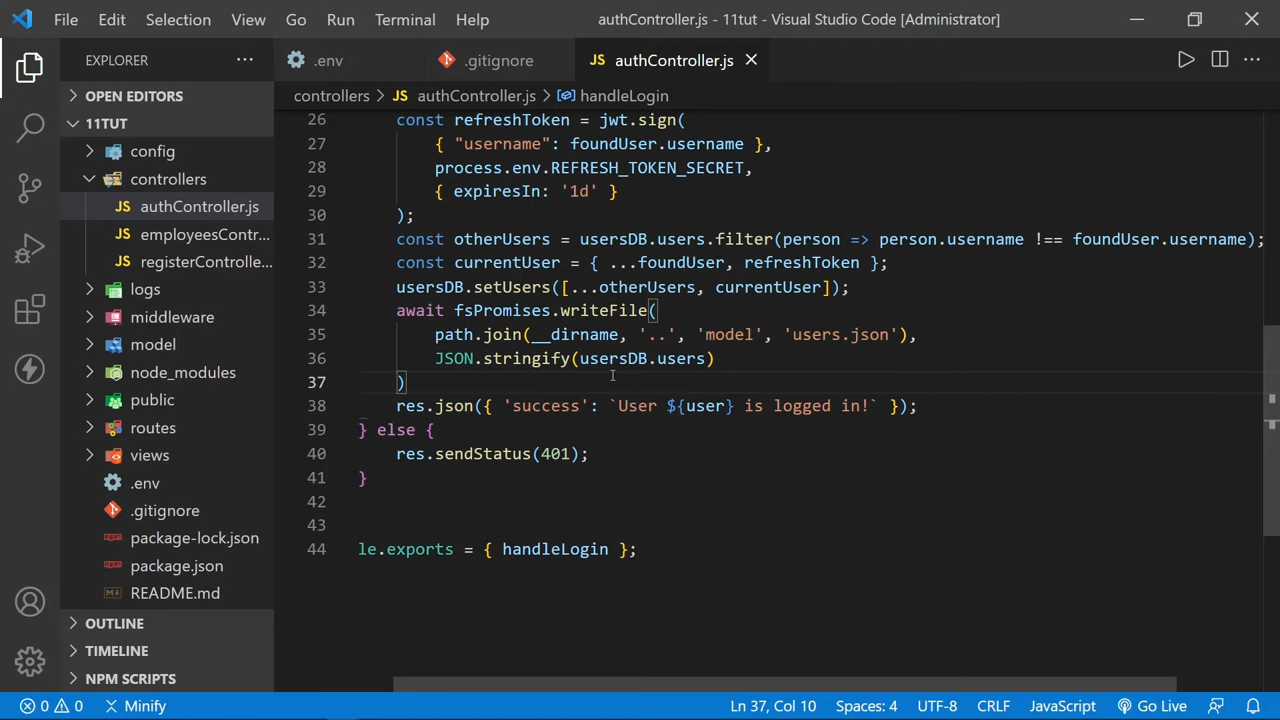 File Edit Selection View Go Run Terminal Help authController.js - 11tut - Visual Studio Code [Administrator]
EXPLORER
.env .gitignore JS authController.js
OPEN EDITORS
11TUT
config
controllers
JS authController.js
JS employeesContr...
JS registerControlle...
logs
middleware
model
node_modules
public
routes
views
.env
.gitignore
package-lock.json
package.json
README.md
OUTLINE
TIMELINE
NPM SCRIPTS
controllers > JS authController.js > handleLogin
26 const refreshToken = jwt.sign(
27 { "username": foundUser.username },
28 process.env.REFRESH_TOKEN_SECRET,
29 { expiresIn: '1d' }
30 );
31 const otherUsers = usersDB.users.filter(person => person.username !== foundUser.username);
32 const currentUser = { ...foundUser, refreshToken };
33 usersDB.setUsers([...otherUsers, currentUser]);
34 await fsPromises.writeFile(
35 path.join(__dirname, '..', 'model', 'users.json'),
36 JSON.stringify(usersDB.users)
37 )
38 res.json({ 'success': `User ${user} is logged in!` });
39 } else {
40 res.sendStatus(401);
41 }
42
43
44 le.exports = { handleLogin };
0 0 Minify Ln 37, Col 10 Spaces: 4 UTF-8 CRLF JavaScript Go Live